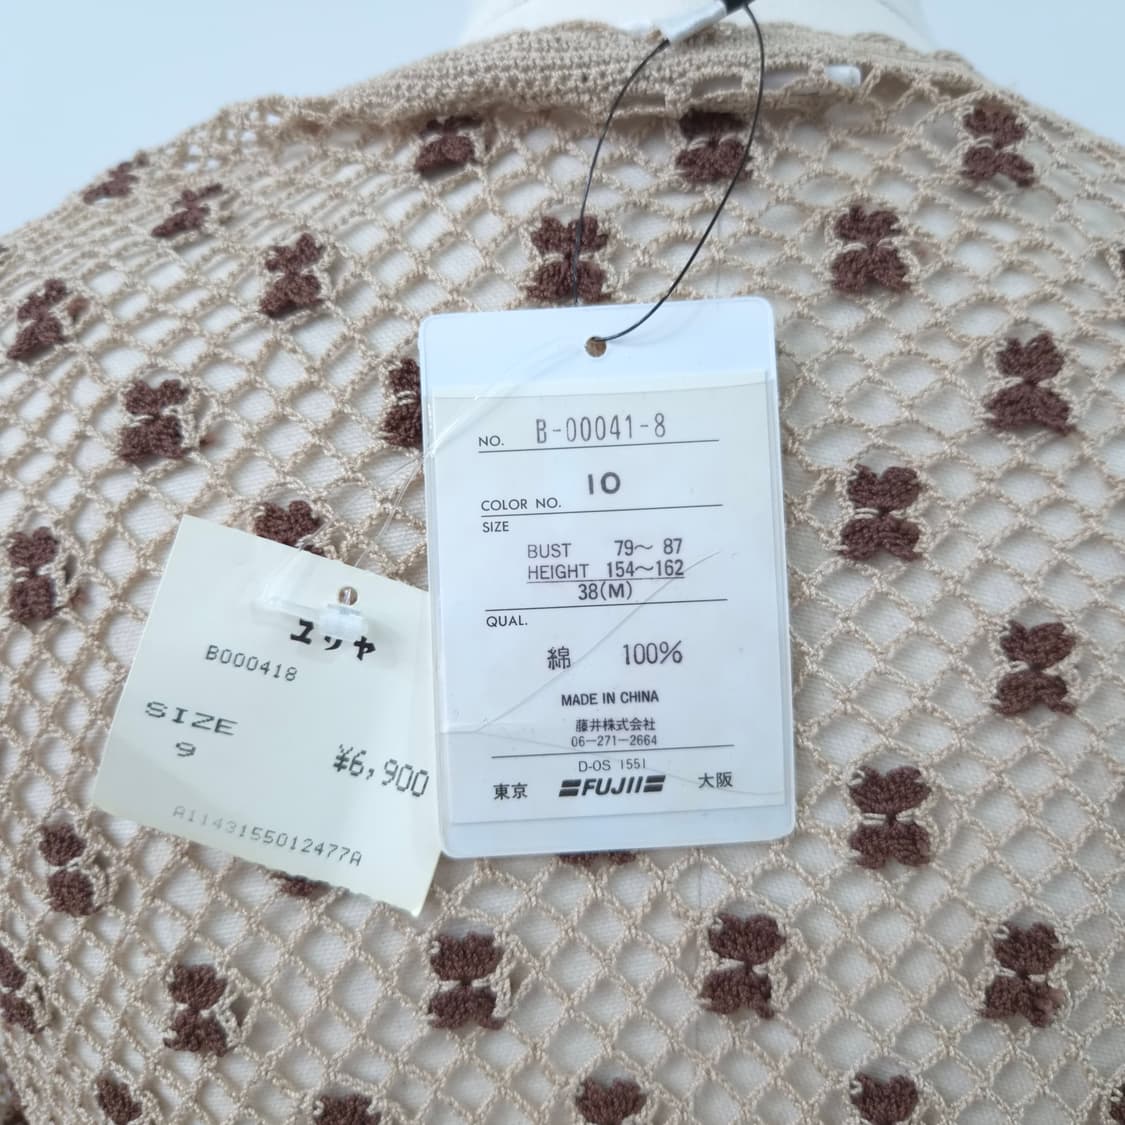 NO. B-00041-8
COLOR NO. 10
SIZE
BUST 79〜 87
HEIGHT 154〜162
38(M)
QUAL.
綿 100%
MADE IN CHINA
藤井株式会社
06-271-2664
D-OS 1551
東京 FUJII 大阪
ユリヤ
B000418
SIZE
9
¥6,900
A1143155012477A